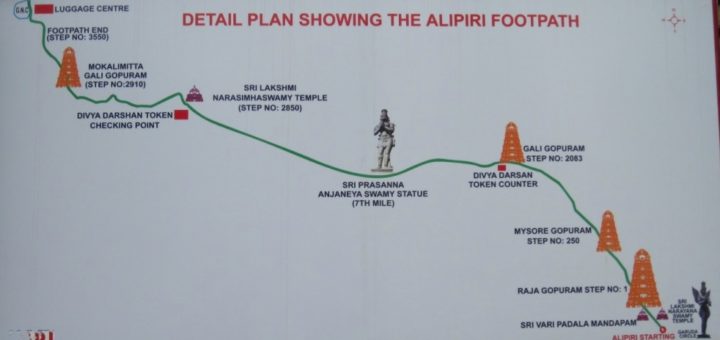 DETAIL PLAN SHOWING THE ALIPIRI FOOTPATH
G.N.C
LUGGAGE CENTRE
FOOTPATH END
(STEP NO: 3550)
MOKALIMITTA
GALI GOPURAM
(STEP NO:2910)
DIVYA DARSHAN TOKEN
CHECKING POINT
SRI LAKSHMI
NARASIMHASWAMY TEMPLE
(STEP NO: 2850)
SRI PRASANNA
ANJANEYA SWAMY STATUE
(7TH MILE)
GALI GOPURAM
STEP NO: 2083
DIVYA DARSAN
TOKEN COUNTER
MYSORE GOPURAM
STEP NO: 250
RAJA GOPURAM STEP NO: 1
SRI VARI PADALA MANDAPAM
SRI
LAKSHMI
NARAYANA
SWAMY
TEMPLE
GARUDA
CIRCLE
ALIPIRI STARTING